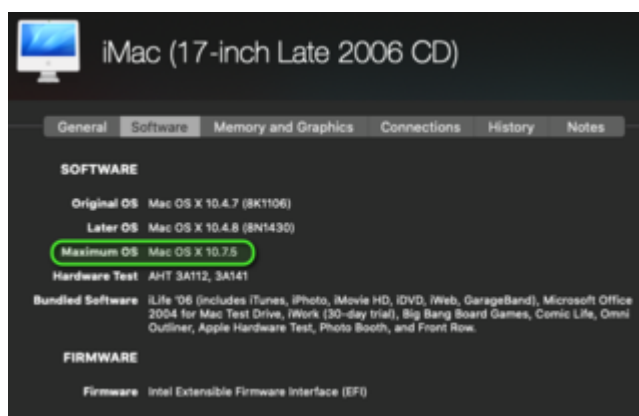 iMac (17-inch Late 2006 CD)
General Software Memory and Graphics Connections History Notes
SOFTWARE
Original OS Mac OS X 10.4.7 (8K1106)
Later OS Mac OS X 10.4.8 (8N1430)
Maximum OS Mac OS X 10.7.5
Hardware Test AHT 3A112, 3A141
Bundled Software iLife '06 (includes iTunes, iPhoto, iMovie HD, iDVD, iWeb, GarageBand), Microsoft Office
2004 for Mac Test Drive, iWork (30-day trial), Big Bang Board Games, Comic Life, Omni
Outliner, Apple Hardware Test, Photo Booth, and Front Row.
FIRMWARE
Firmware Intel Extensible Firmware Interface (EFI)